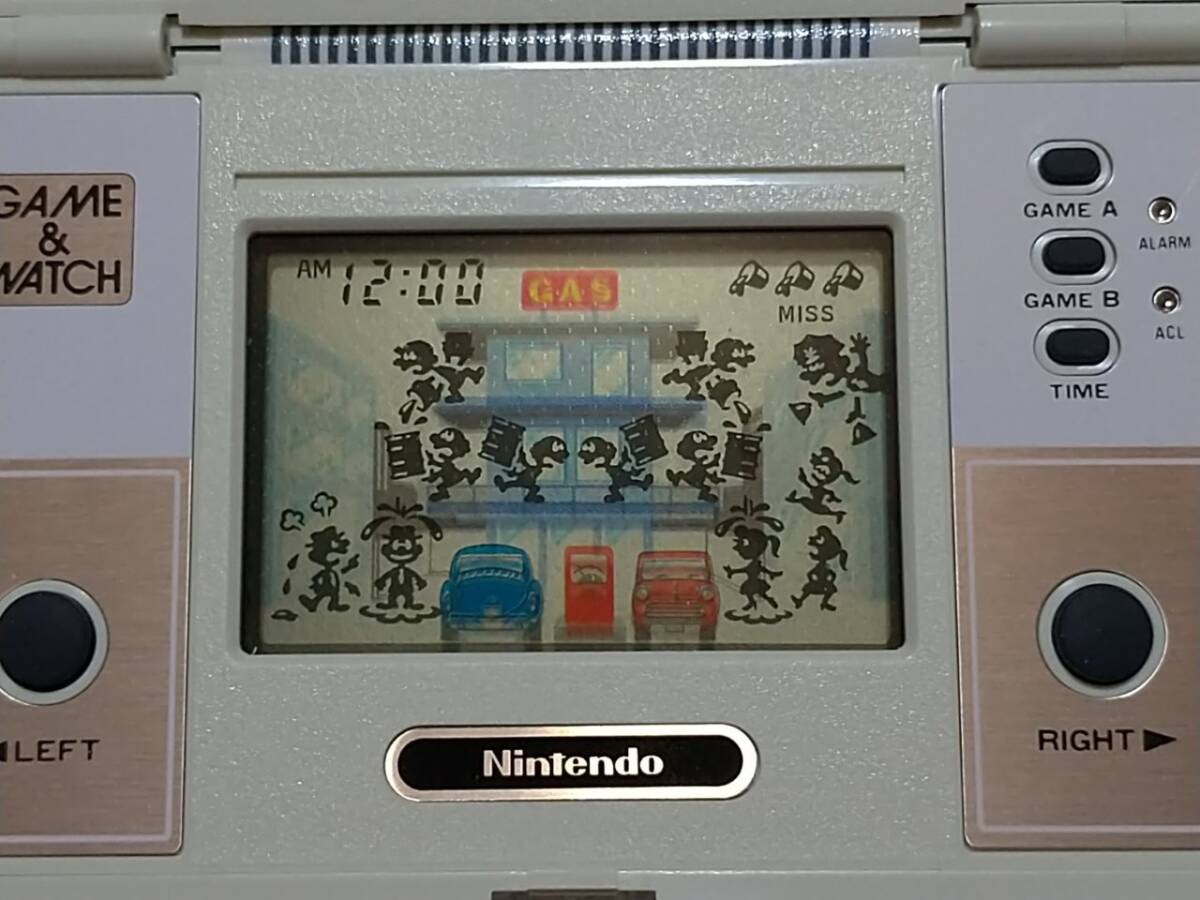 GAME
&
WATCH
AM 12:00
GAS
MISS
GAME A
ALARM
GAME B
ACL
TIME
◀LEFT
RIGHT▶
Nintendo